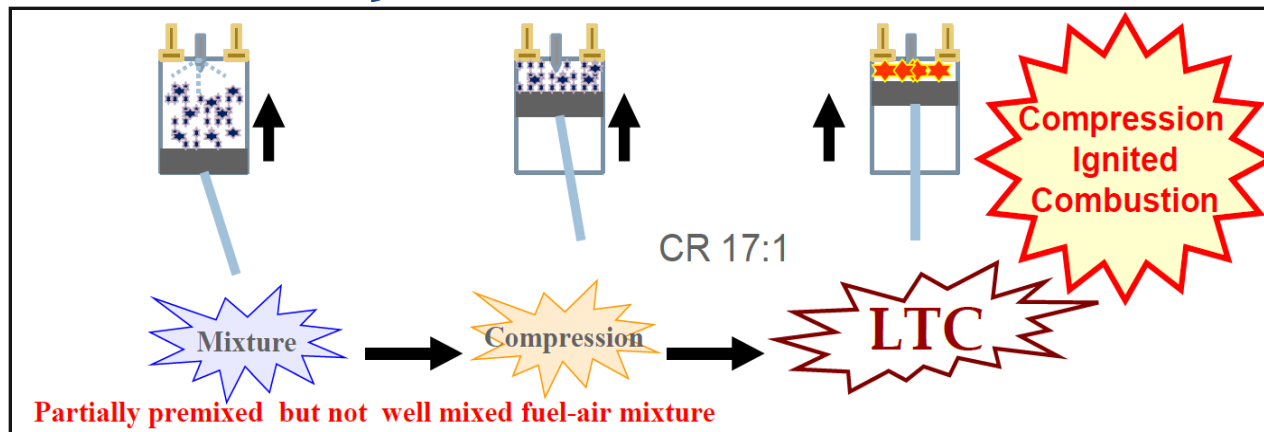 Compression
Ignited
Combustion
CR 17:1
Mixture
Compression
LTC
Partially premixed but not well mixed fuel-air mixture